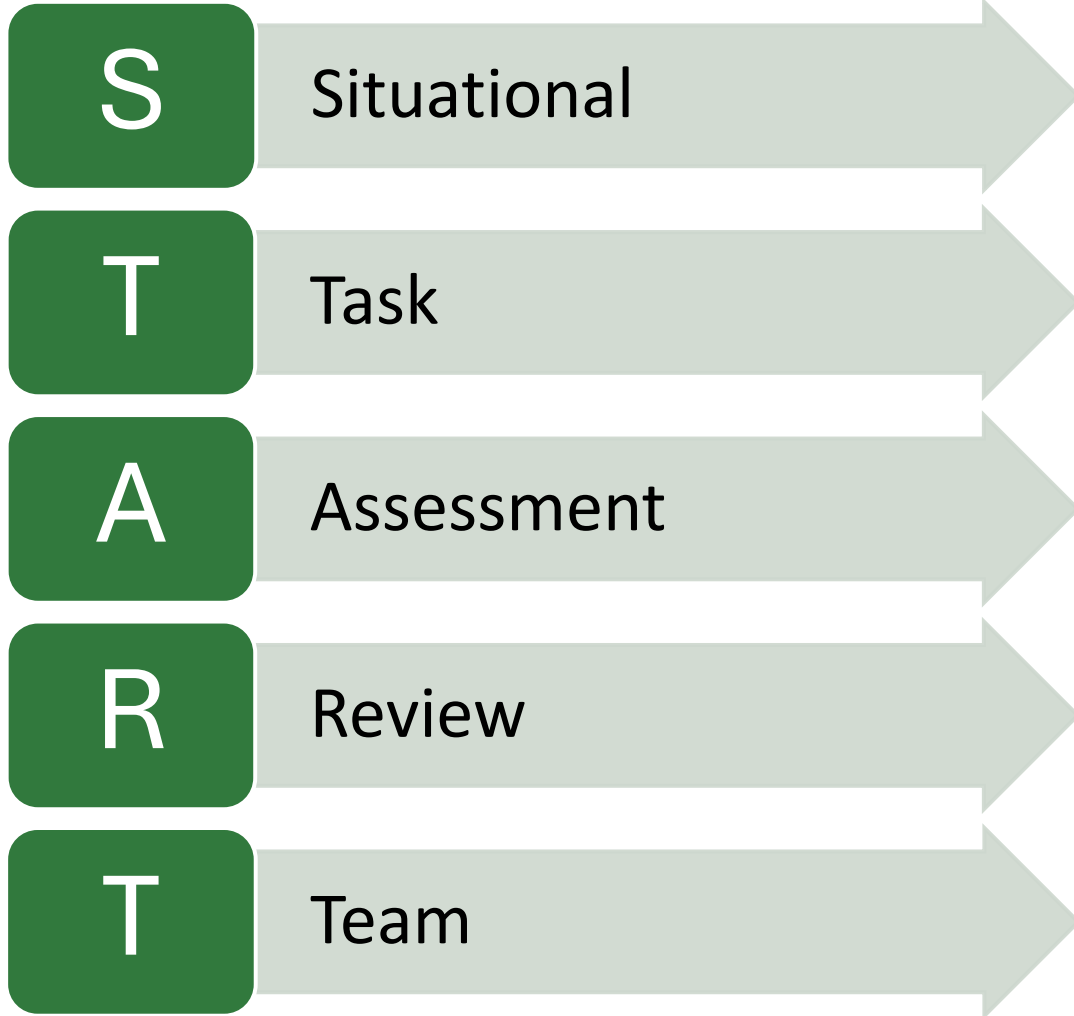 S Situational
T Task
A Assessment
R Review
T Team